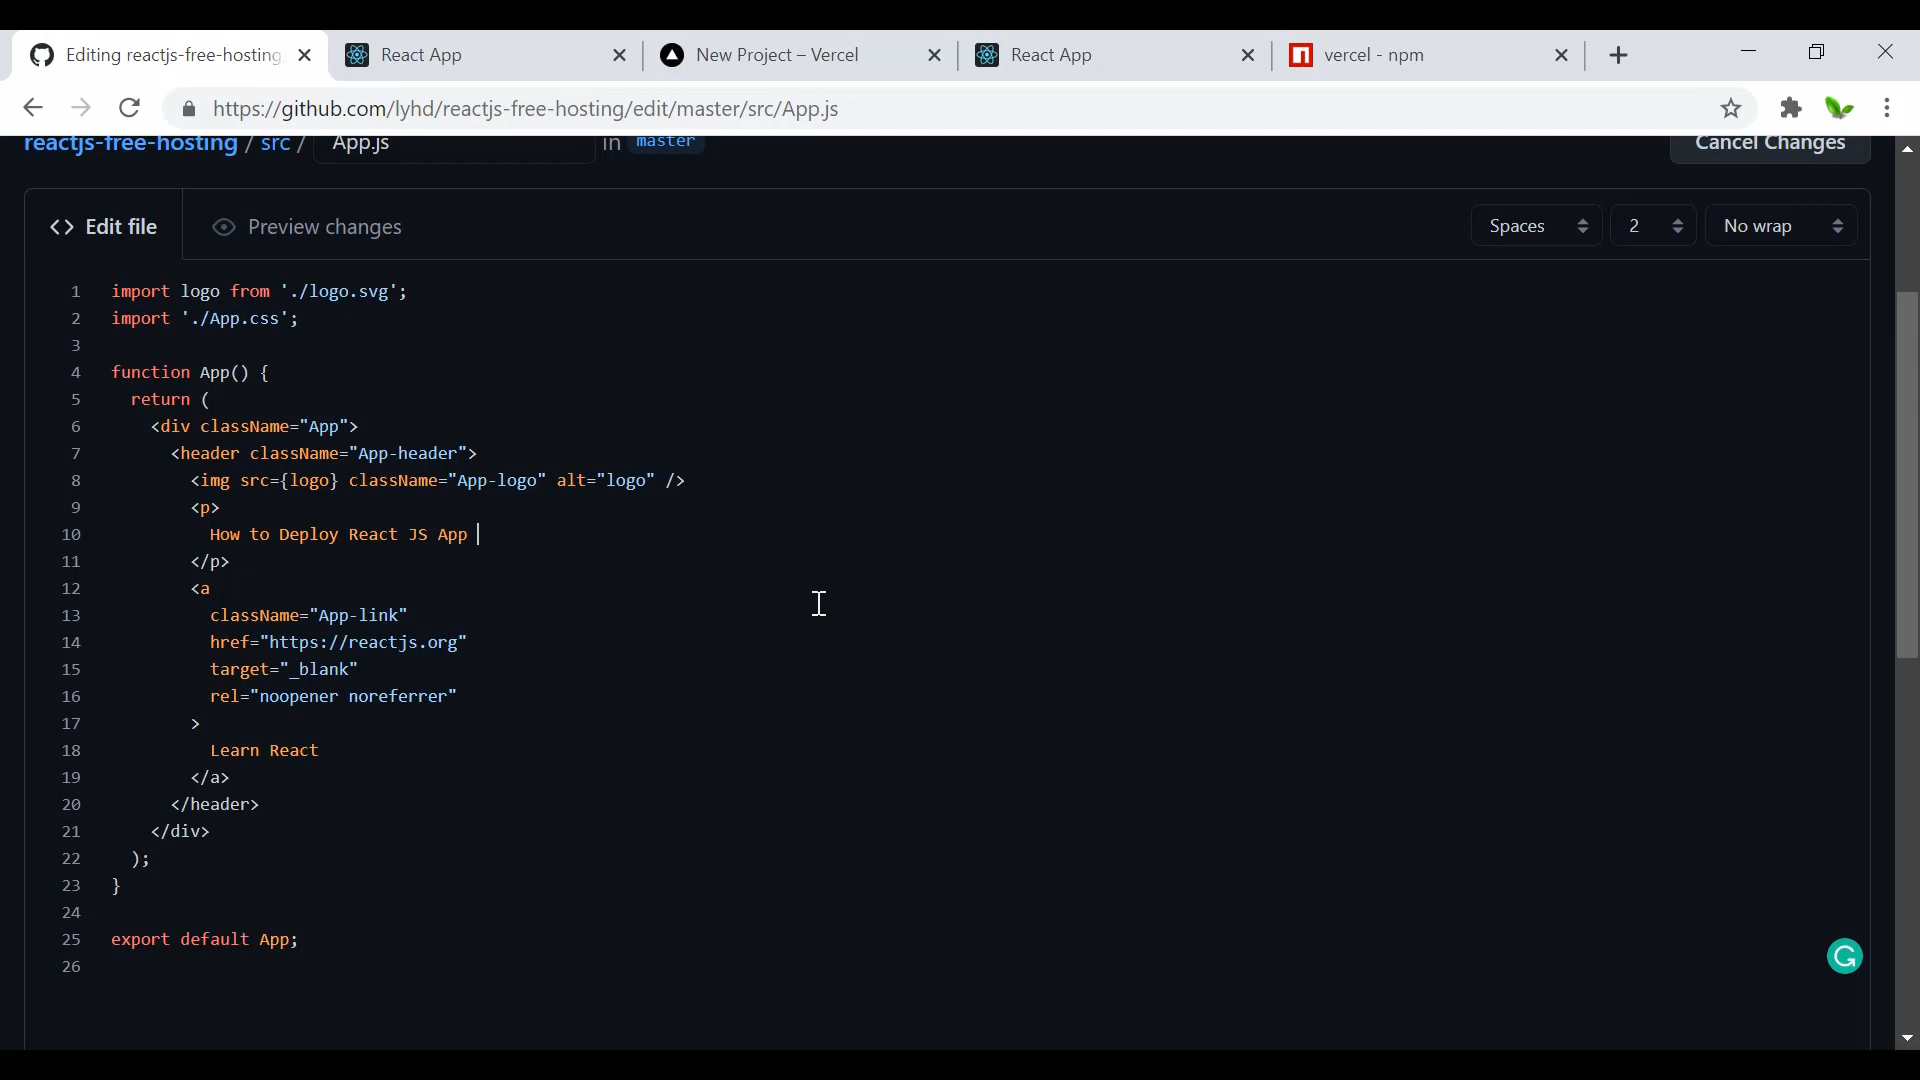 Editing reactjs-free-hosting
React App
New Project – Vercel
React App
vercel - npm
https://github.com/lyhd/reactjs-free-hosting/edit/master/src/App.js
reactjs-free-hosting / src / App.js in master
Cancel Changes
<> Edit file
Preview changes
Spaces
2
No wrap
1 import logo from './logo.svg';
2 import './App.css';
3
4 function App() {
5 return (
6 <div className="App">
7 <header className="App-header">
8 <img src={logo} className="App-logo" alt="logo" />
9 <p>
10 How to Deploy React JS App
11 </p>
12 <a
13 className="App-link"
14 href="https://reactjs.org"
15 target="_blank"
16 rel="noopener noreferrer"
17 >
18 Learn React
19 </a>
20 </header>
21 </div>
22 );
23 }
24
25 export default App;
26